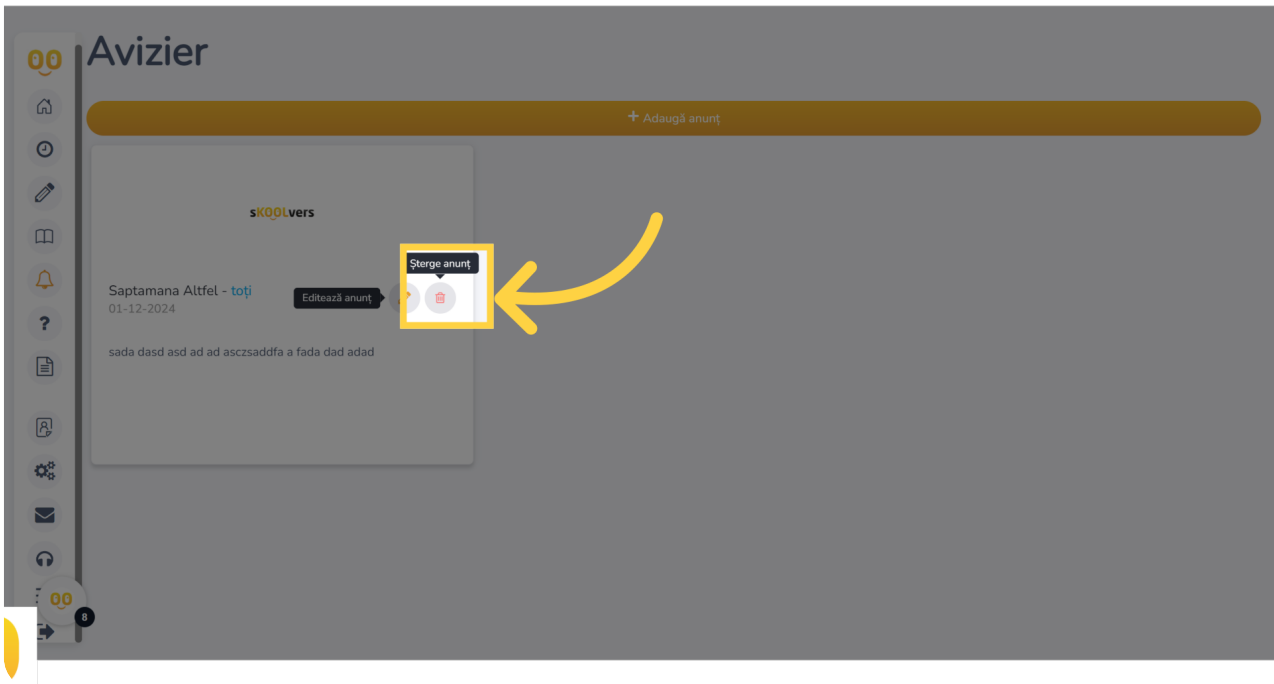 Avizier
+ Adaugă anunț
sKOOLvers
Șterge anunț
Saptamana Altfel - toți
Editează anunț
01-12-2024
sada dasd asd ad ad asczsaddfa a fada dad adad
8